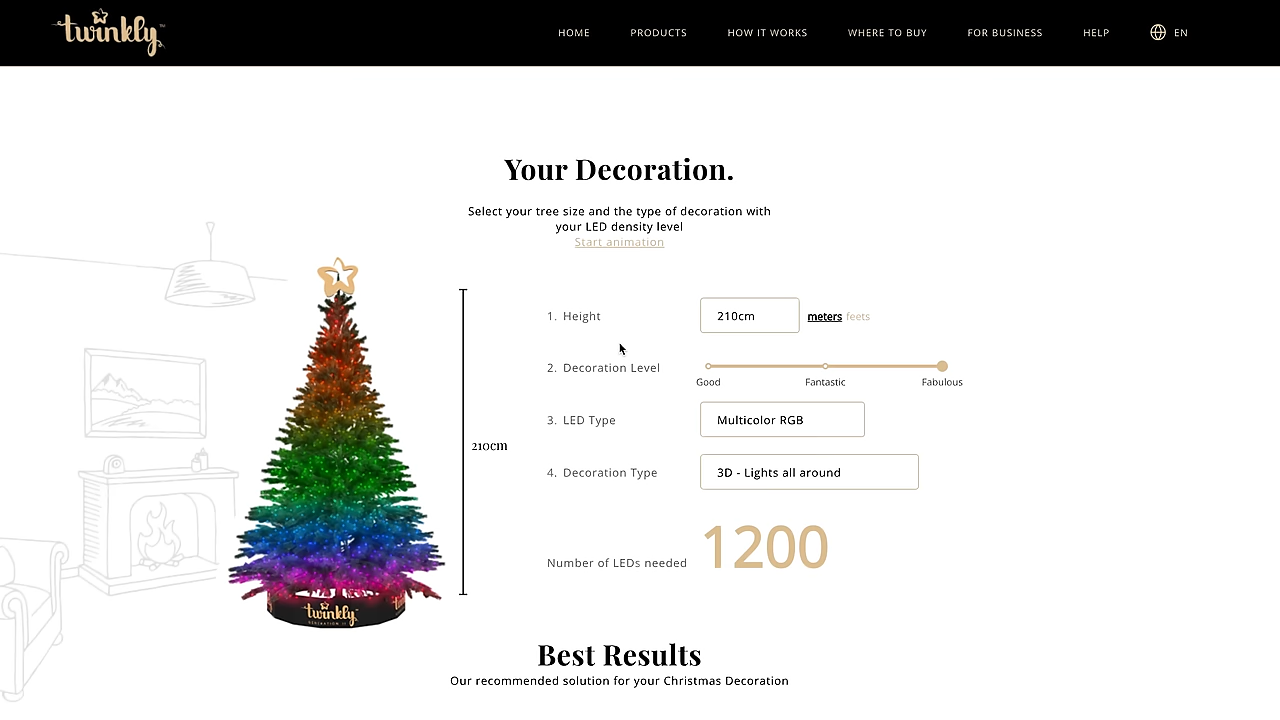 twinkly
HOME PRODUCTS HOW IT WORKS WHERE TO BUY FOR BUSINESS HELP EN
Your Decoration.
Select your tree size and the type of decoration with
your LED density level
Start animation
1. Height 210cm meters feets
2. Decoration Level
Good Fantastic Fabulous
3. LED Type Multicolor RGB
210cm
4. Decoration Type 3D - Lights all around
Number of LEDs needed 1200
twinkly
GENERATION II
Best Results
Our recommended solution for your Christmas Decoration